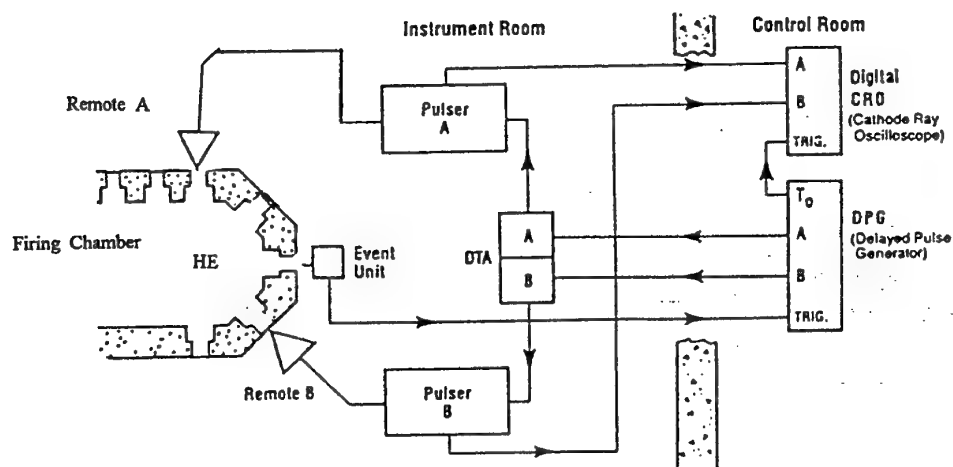 Instrument Room
Control Room
Remote A
Pulser
A
A
B
TRIG.
Digital
CRO
(Cathode Ray
Oscilloscope)
Firing Chamber
HE
Event
Unit
DTA
A
B
T0
A
B
TRIG.
DPG
(Delayed Pulse
Generator)
Remote B
Pulser
B